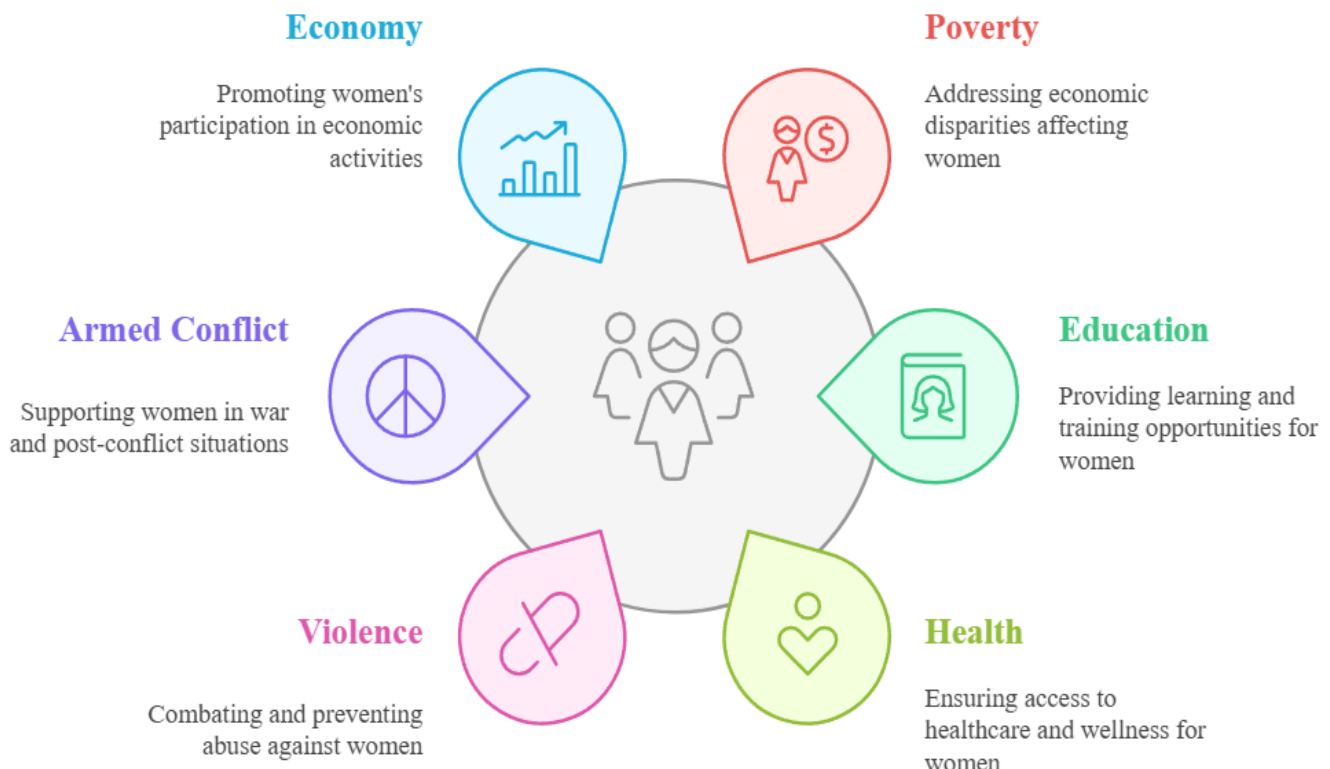 Economy
Promoting women's
participation in economic
activities
Poverty
Addressing economic
disparities affecting
women
Armed Conflict
Supporting women in war
and post-conflict situations
Education
Providing learning and
training opportunities for
women
Violence
Combating and preventing
abuse against women
Health
Ensuring access to
healthcare and wellness for
women
$